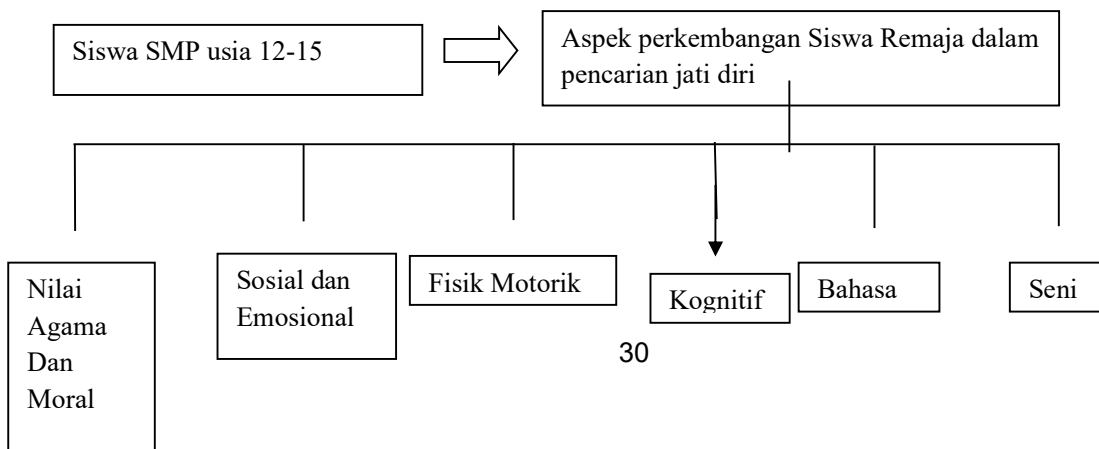 Siswa SMP usia 12-15
Aspek perkembangan Siswa Remaja dalam
pencarian jati diri
Nilai
Agama
Dan
Moral
Sosial dan
Emosional
Fisik Motorik
Kognitif
Bahasa
Seni
30